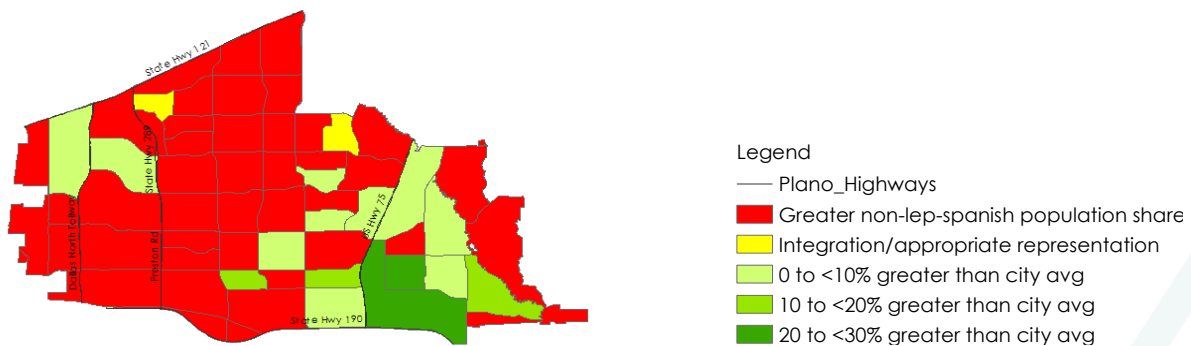 State Hwy 121
State Hwy 289
Dallas North Tollway
Preston Rd
US Hwy 75
State Hwy 190
Legend
Plano_Highways
Greater non-lep-spanish population share
Integration/appropriate representation
0 to <10% greater than city avg
10 to <20% greater than city avg
20 to <30% greater than city avg